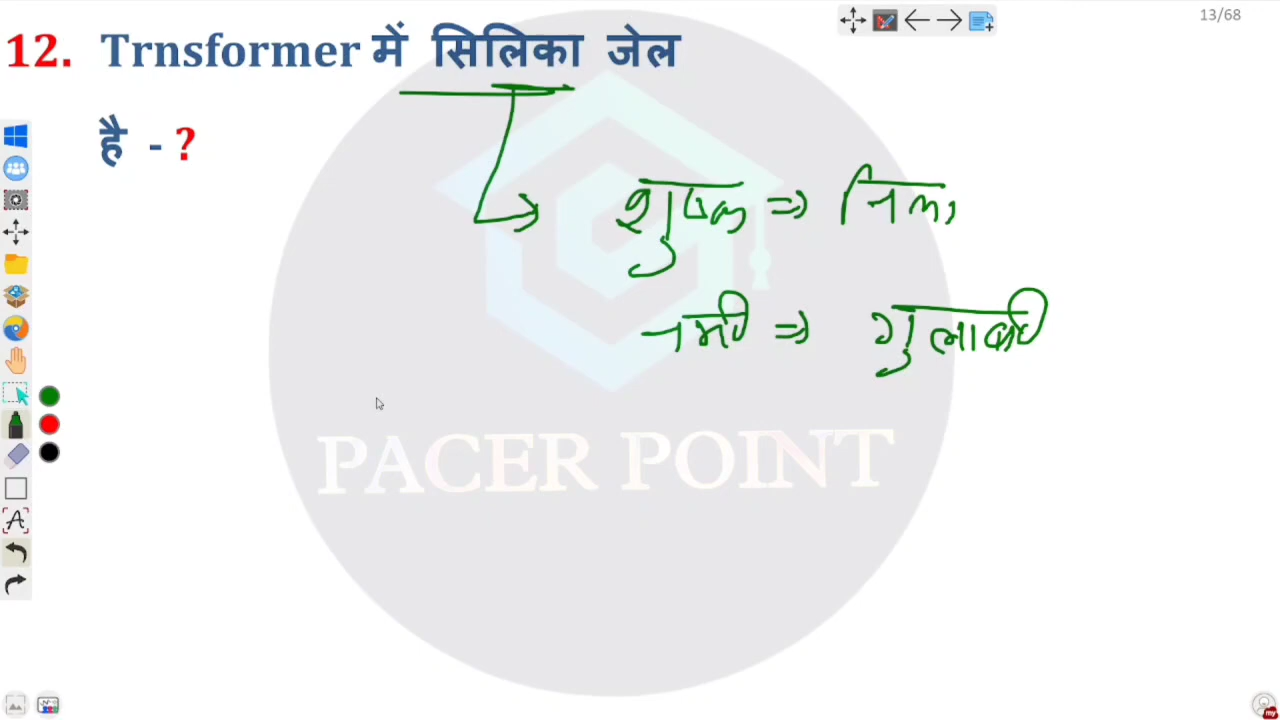 13/68
12. Trnsformer में सिलिका जेल
है - ?
शुष्क ⇒
नमी ⇒ गुलाबी
PACER POINT